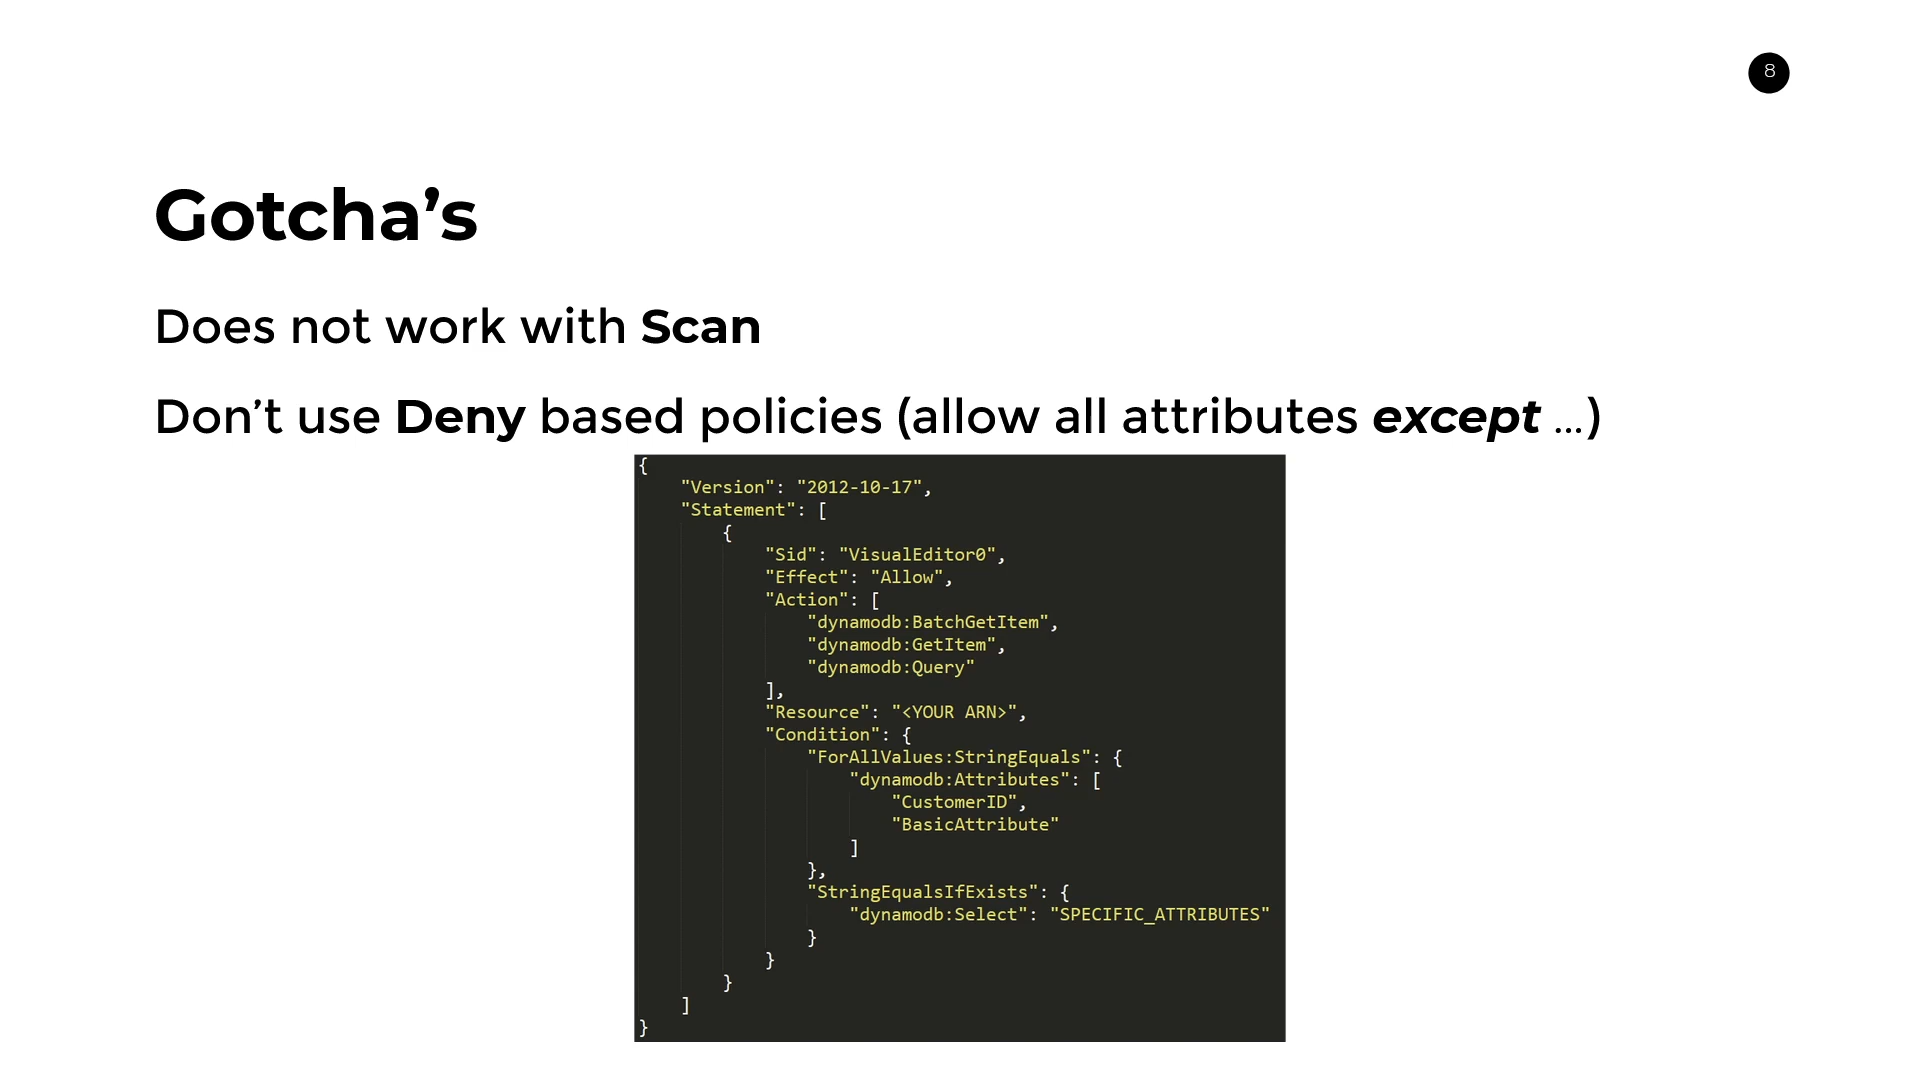 8
Gotcha’s
Does not work with Scan
Don’t use Deny based policies (allow all attributes except ...)
{
    "Version": "2012-10-17",
    "Statement": [
        {
            "Sid": "VisualEditor0",
            "Effect": "Allow",
            "Action": [
                "dynamodb:BatchGetItem",
                "dynamodb:GetItem",
                "dynamodb:Query"
            ],
            "Resource": "<YOUR ARN>",
            "Condition": {
                "ForAllValues:StringEquals": {
                    "dynamodb:Attributes": [
                        "CustomerID",
                        "BasicAttribute"
                    ]
                },
                "StringEqualsIfExists": {
                    "dynamodb:Select": "SPECIFIC_ATTRIBUTES"
                }
            }
        }
    ]
}